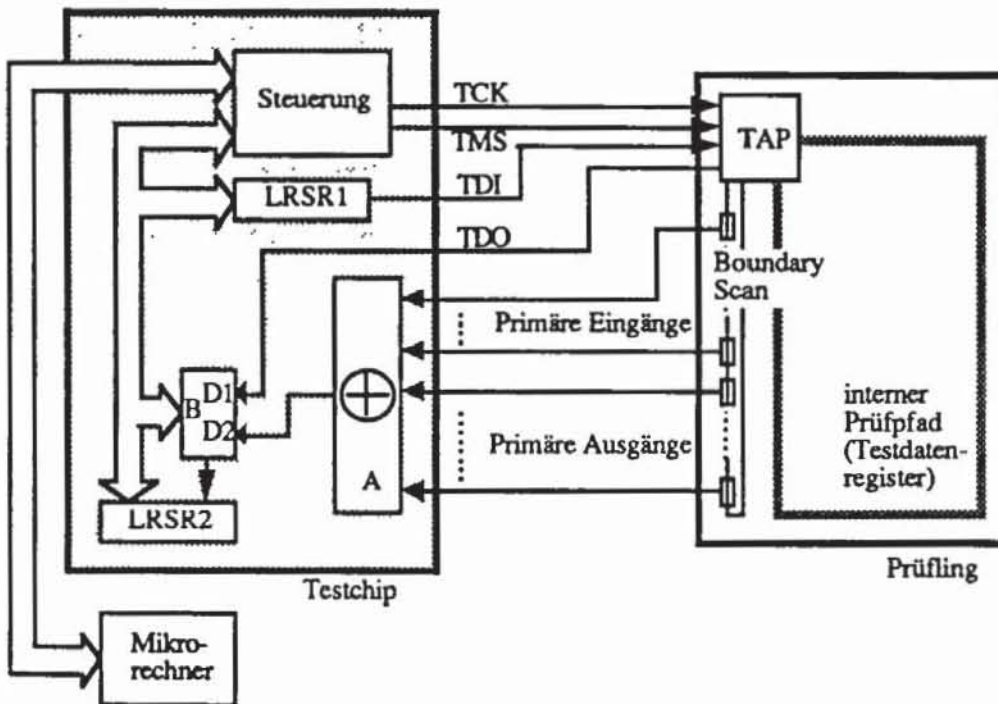 Steuerung
TCK
TMS
TAP
LRSR1
TDI
TDO
Boundary
Scan
Primäre Eingänge
B
D1
D2
interner
Prüfpfad
(Testdaten-
register)
Primäre Ausgänge
A
LRSR2
Prüfling
Testchip
Mikro-
rechner